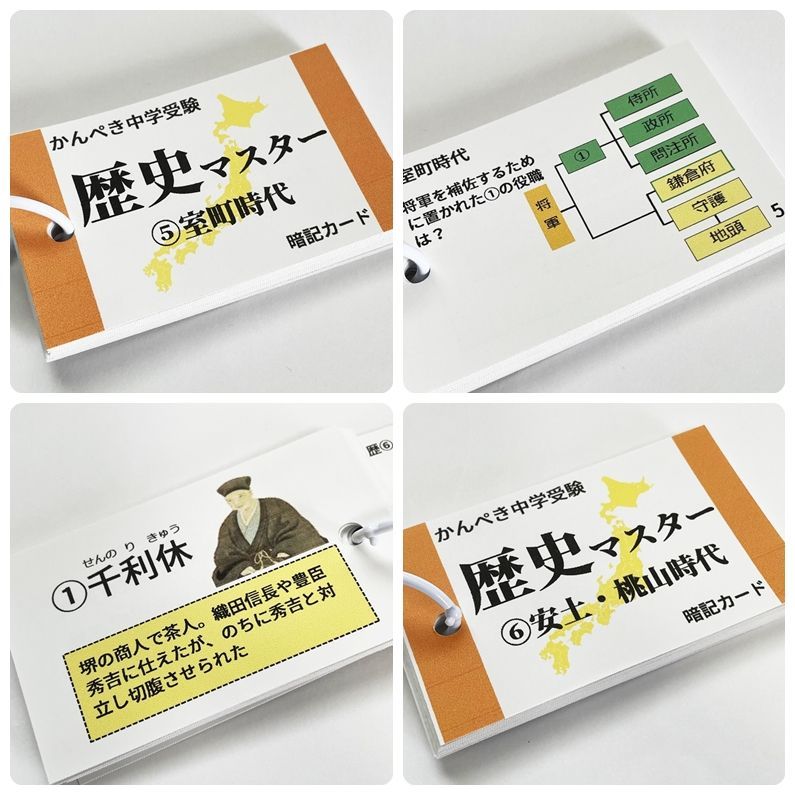 かんぺき中学受験
歴史マスター
⑤室町時代
暗記カード
室町時代
将軍を補佐するため
に置かれた①の役職
は？
将軍
①
侍所
政所
問注所
鎌倉府
守護
地頭
5
歴⑥
せんの り きゅう
①千利休
堺の商人で茶人。織田信長や豊臣
秀吉に仕えたが、のちに秀吉と対
立し切腹させられた
かんぺき中学受験
歴史マスター
⑥安土・桃山時代
暗記カード